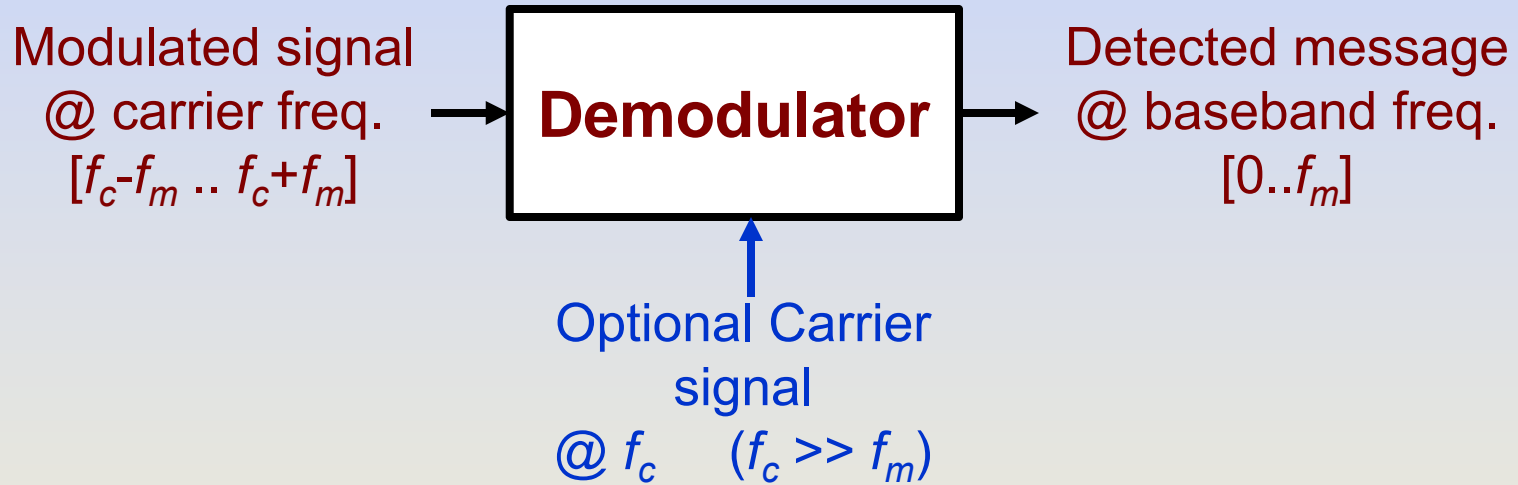 Modulated signal
@ carrier freq.
[fc-fm .. fc+fm]
Demodulator
Detected message
@ baseband freq.
[0..fm]
Optional Carrier
signal
@ fc (fc >> fm)